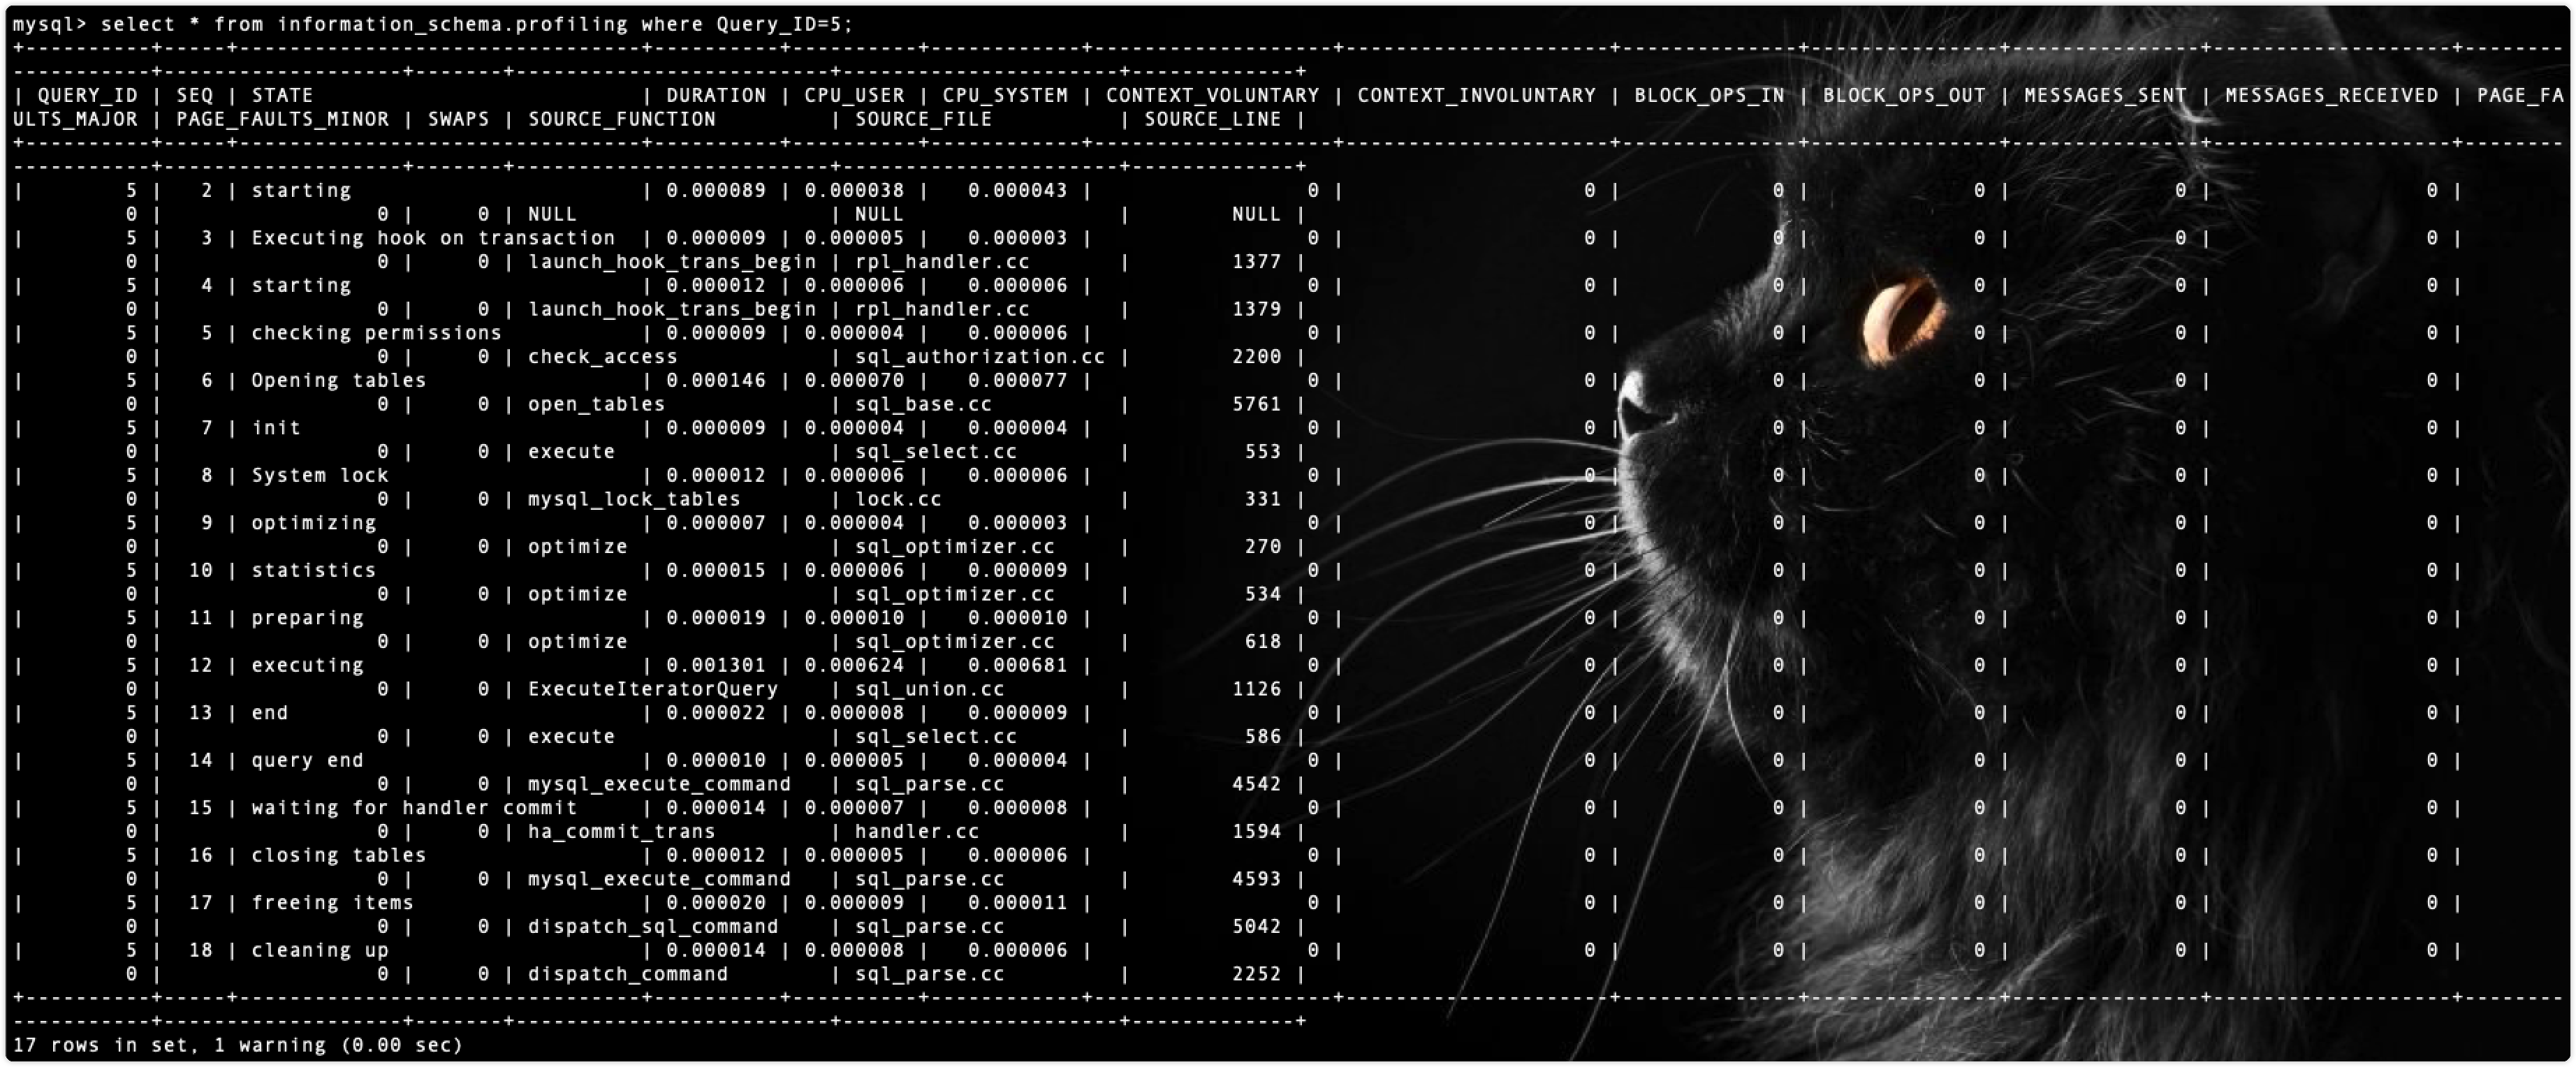 mysql> select * from information_schema.profiling where Query_ID=5;
+----------+-----+--------------------------------+----------+----------+------------+-------------------+---------------------+--------------+---------------+---------------+-------------------+--------
-----------+-------------------+-------+-------------------------+----------------------+-------------+
| QUERY_ID | SEQ | STATE | DURATION | CPU_USER | CPU_SYSTEM | CONTEXT_VOLUNTARY | CONTEXT_INVOLUNTARY | BLOCK_OPS_IN | BLOCK_OPS_OUT | MESSAGES_SENT | MESSAGES_RECEIVED | PAGE_FA
ULTS_MAJOR | PAGE_FAULTS_MINOR | SWAPS | SOURCE_FUNCTION | SOURCE_FILE | SOURCE_LINE |
+----------+-----+--------------------------------+----------+----------+------------+-------------------+---------------------+--------------+---------------+---------------+-------------------+--------
-----------+-------------------+-------+-------------------------+----------------------+-------------+
| 5 | 2 | starting | 0.000089 | 0.000038 | 0.000043 | 0 | 0 | 0 | 0 | 0 | 0 |
0 | 0 | 0 | NULL | NULL | NULL |
| 5 | 3 | Executing hook on transaction | 0.000009 | 0.000005 | 0.000003 | 0 | 0 | 0 | 0 | 0 | 0 |
0 | 0 | 0 | launch_hook_trans_begin | rpl_handler.cc | 1377 |
| 5 | 4 | starting | 0.000012 | 0.000006 | 0.000006 | 0 | 0 | 0 | 0 | 0 | 0 |
0 | 0 | 0 | launch_hook_trans_begin | rpl_handler.cc | 1379 |
| 5 | 5 | checking permissions | 0.000009 | 0.000004 | 0.000006 | 0 | 0 | 0 | 0 | 0 | 0 |
0 | 0 | 0 | check_access | sql_authorization.cc | 2200 |
| 5 | 6 | Opening tables | 0.000146 | 0.000070 | 0.000077 | 0 | 0 | 0 | 0 | 0 | 0 |
0 | 0 | 0 | open_tables | sql_base.cc | 5761 |
| 5 | 7 | init | 0.000009 | 0.000004 | 0.000004 | 0 | 0 | 0 | 0 | 0 | 0 |
0 | 0 | 0 | execute | sql_select.cc | 553 |
| 5 | 8 | System lock | 0.000012 | 0.000006 | 0.000006 | 0 | 0 | 0 | 0 | 0 | 0 |
0 | 0 | 0 | mysql_lock_tables | lock.cc | 331 |
| 5 | 9 | optimizing | 0.000007 | 0.000004 | 0.000003 | 0 | 0 | 0 | 0 | 0 | 0 |
0 | 0 | 0 | optimize | sql_optimizer.cc | 270 |
| 5 | 10 | statistics | 0.000015 | 0.000006 | 0.000009 | 0 | 0 | 0 | 0 | 0 | 0 |
0 | 0 | 0 | optimize | sql_optimizer.cc | 534 |
| 5 | 11 | preparing | 0.000019 | 0.000010 | 0.000010 | 0 | 0 | 0 | 0 | 0 | 0 |
0 | 0 | 0 | optimize | sql_optimizer.cc | 618 |
| 5 | 12 | executing | 0.001301 | 0.000624 | 0.000681 | 0 | 0 | 0 | 0 | 0 | 0 |
0 | 0 | 0 | ExecuteIteratorQuery | sql_union.cc | 1126 |
| 5 | 13 | end | 0.000022 | 0.000008 | 0.000009 | 0 | 0 | 0 | 0 | 0 | 0 |
0 | 0 | 0 | execute | sql_select.cc | 586 |
| 5 | 14 | query end | 0.000010 | 0.000005 | 0.000004 | 0 | 0 | 0 | 0 | 0 | 0 |
0 | 0 | 0 | mysql_execute_command | sql_parse.cc | 4542 |
| 5 | 15 | waiting for handler commit | 0.000014 | 0.000007 | 0.000008 | 0 | 0 | 0 | 0 | 0 | 0 |
0 | 0 | 0 | ha_commit_trans | handler.cc | 1594 |
| 5 | 16 | closing tables | 0.000012 | 0.000005 | 0.000006 | 0 | 0 | 0 | 0 | 0 | 0 |
0 | 0 | 0 | mysql_execute_command | sql_parse.cc | 4593 |
| 5 | 17 | freeing items | 0.000020 | 0.000009 | 0.000011 | 0 | 0 | 0 | 0 | 0 | 0 |
0 | 0 | 0 | dispatch_sql_command | sql_parse.cc | 5042 |
| 5 | 18 | cleaning up | 0.000014 | 0.000008 | 0.000006 | 0 | 0 | 0 | 0 | 0 | 0 |
0 | 0 | 0 | dispatch_command | sql_parse.cc | 2252 |
+----------+-----+--------------------------------+----------+----------+------------+-------------------+---------------------+--------------+---------------+---------------+-------------------+--------
-----------+-------------------+-------+-------------------------+----------------------+-------------+
17 rows in set, 1 warning (0.00 sec)